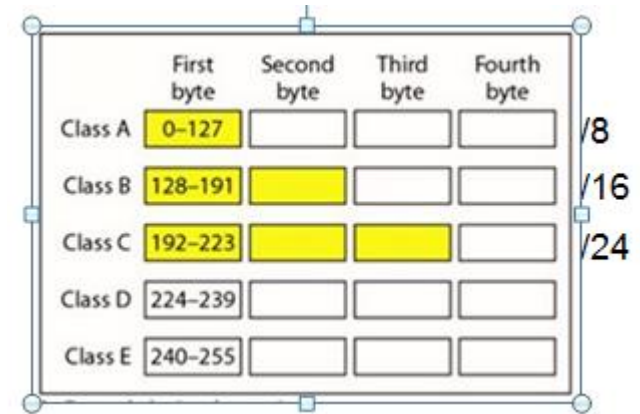 First Second Third Fourth
byte byte byte byte
Class A 0–127 /8
Class B 128–191 /16
Class C 192–223 /24
Class D 224–239
Class E 240–255